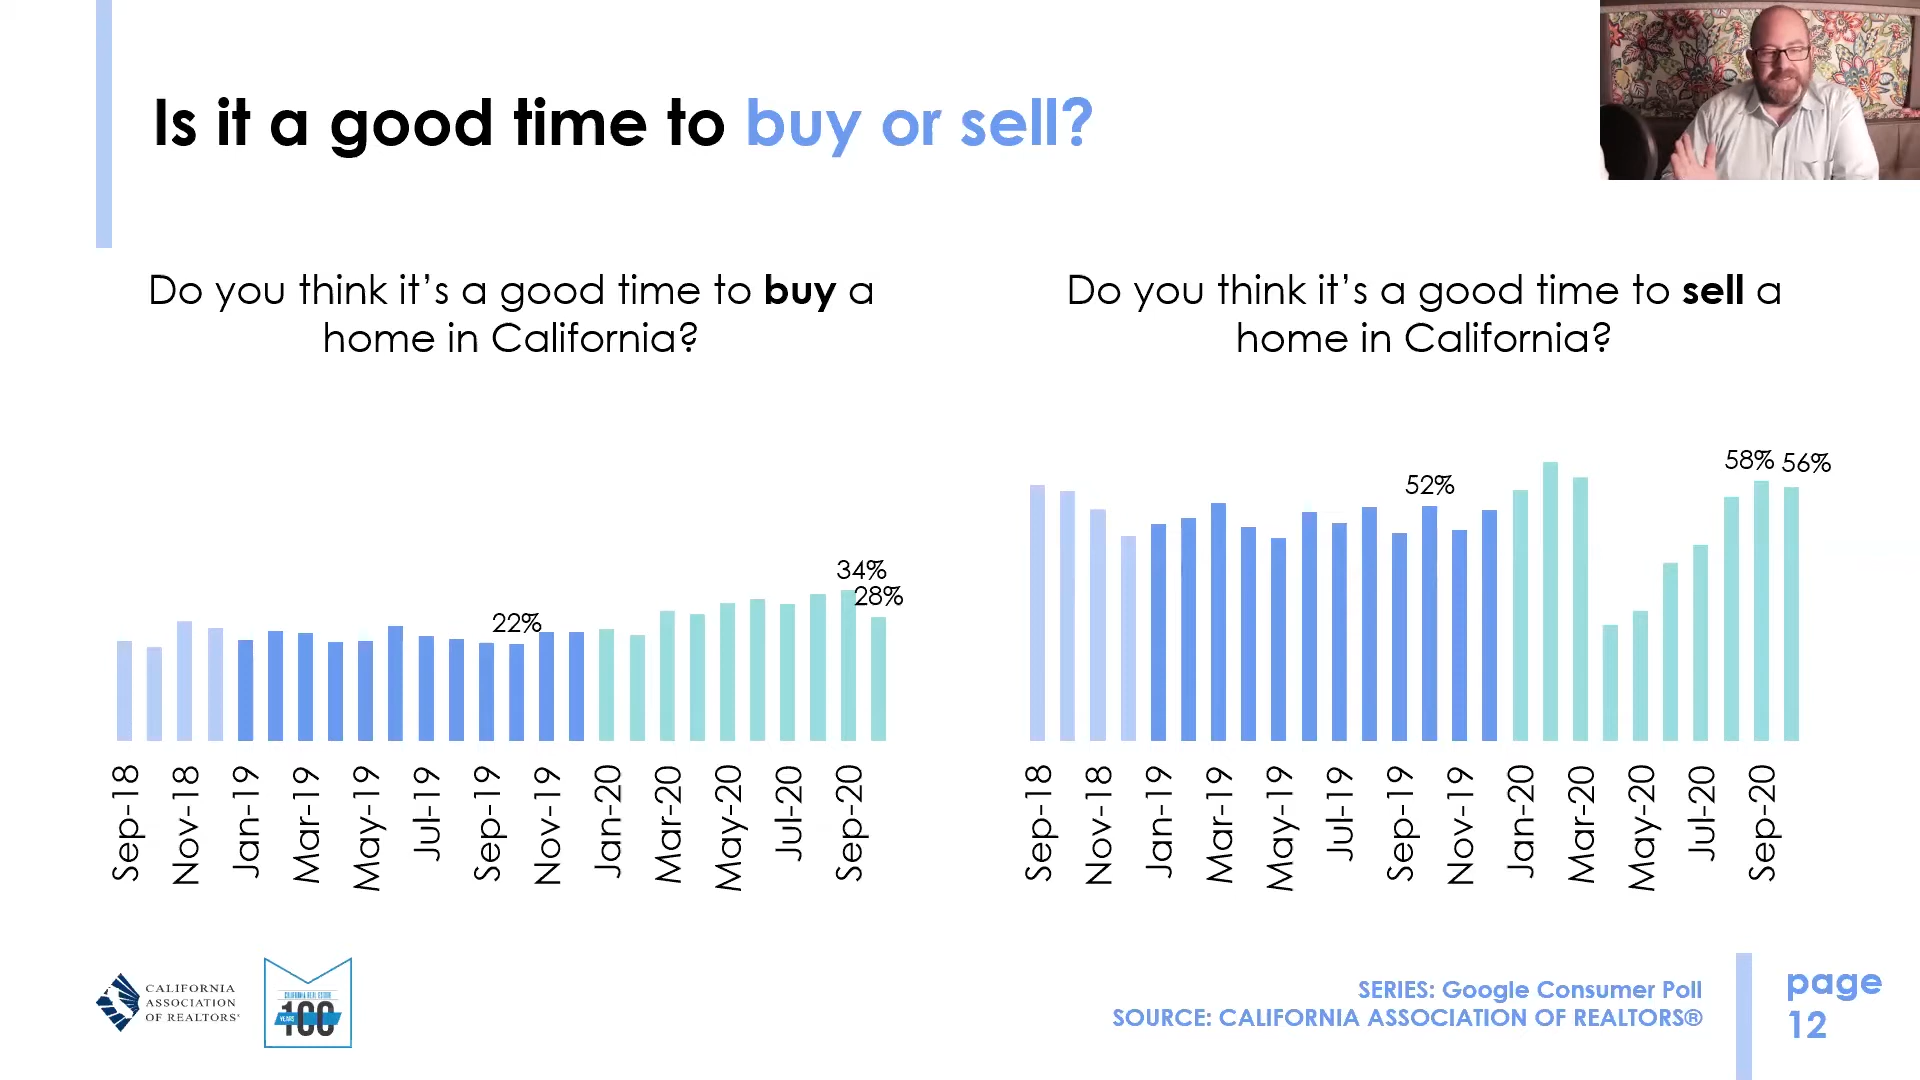 Is it a good time to buy or sell?
Do you think it’s a good time to buy a
home in California?
34%
28%
22%
Sep-18
Nov-18
Jan-19
Mar-19
May-19
Jul-19
Sep-19
Nov-19
Jan-20
Mar-20
May-20
Jul-20
Sep-20
Do you think it’s a good time to sell a
home in California?
58%
56%
52%
Sep-18
Nov-18
Jan-19
Mar-19
May-19
Jul-19
Sep-19
Nov-19
Jan-20
Mar-20
May-20
Jul-20
Sep-20
CALIFORNIA
ASSOCIATION
OF REALTORS®
CALIFORNIA REAL ESTATE
YEARS 100
SERIES: Google Consumer Poll
SOURCE: CALIFORNIA ASSOCIATION OF REALTORS®
page
12